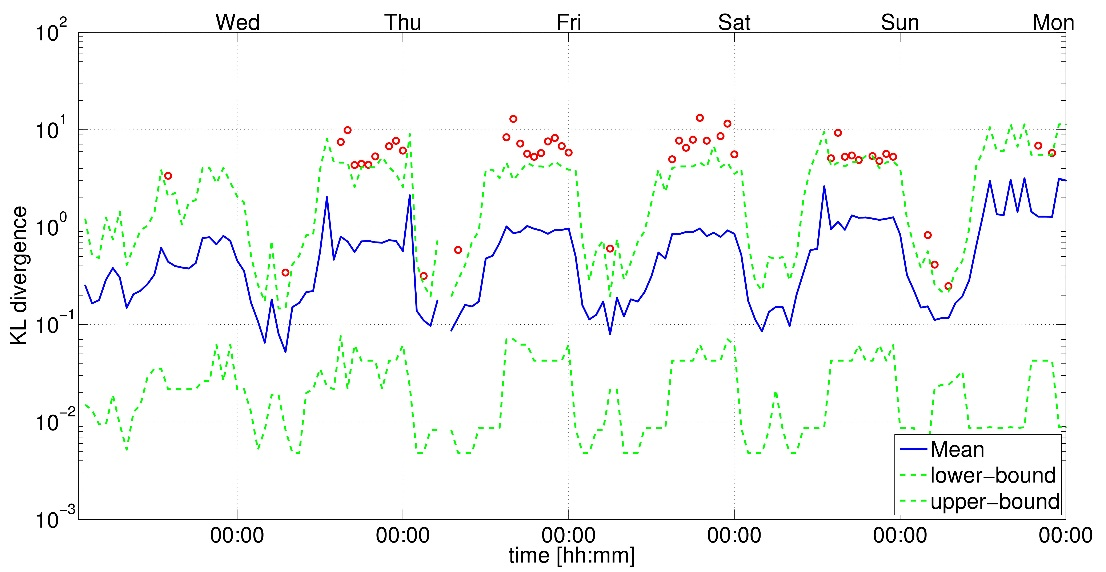 Wed Thu Fri Sat Sun Mon
10^2
10^1
10^0
10^-1
10^-2
10^-3
KL divergence
Mean
lower-bound
upper-bound
00:00 00:00 00:00 00:00 00:00 00:00
time [hh:mm]